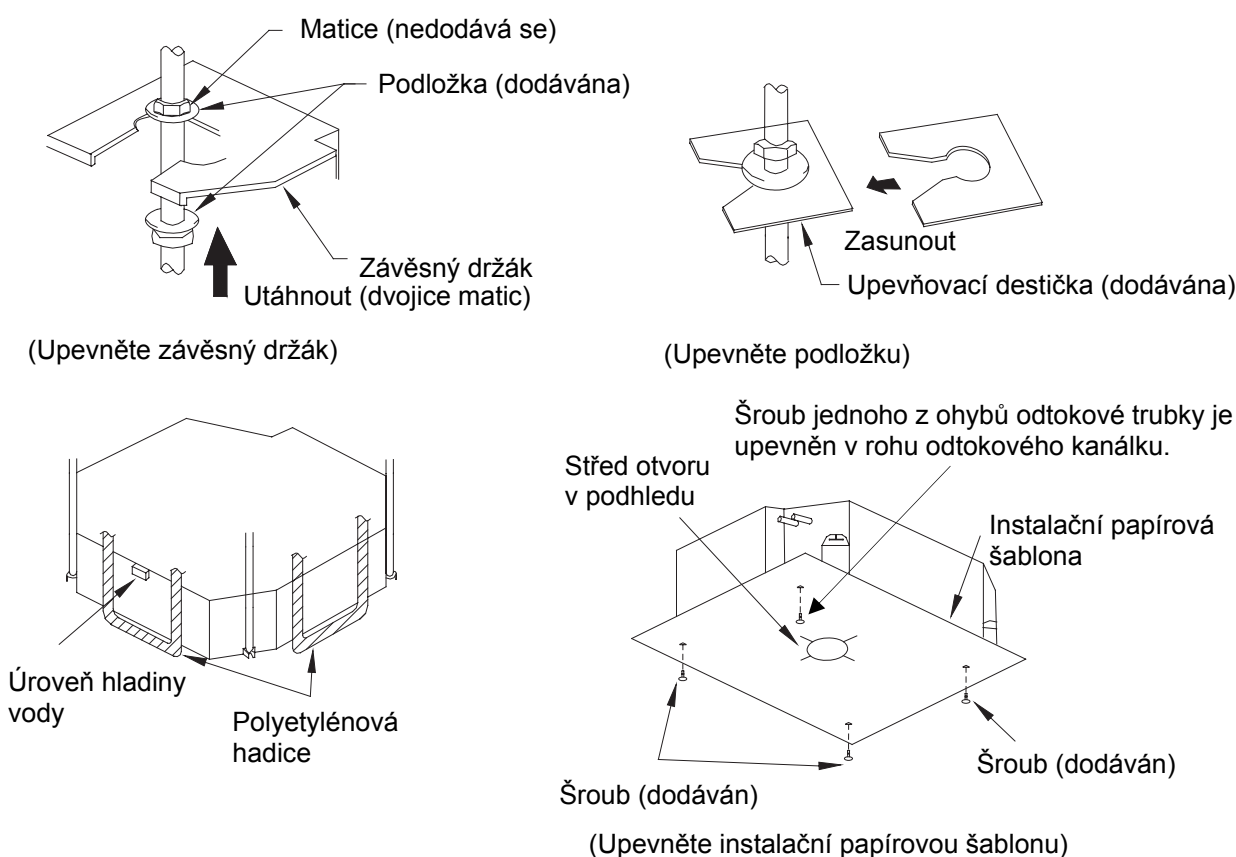 Matice (nedodává se)
Podložka (dodávána)
Závěsný držák
Utáhnout (dvojice matic)
(Upevněte závěsný držák)
Zasunout
Upevňovací destička (dodávána)
(Upevněte podložku)
Úroveň hladiny
vody
Polyetylénová
hadice
Šroub jednoho z ohybů odtokové trubky je
upevněn v rohu odtokového kanálku.
Střed otvoru
v podhledu
Instalační papírová
šablona
Šroub (dodáván)
Šroub (dodáván)
(Upevněte instalační papírovou šablonu)